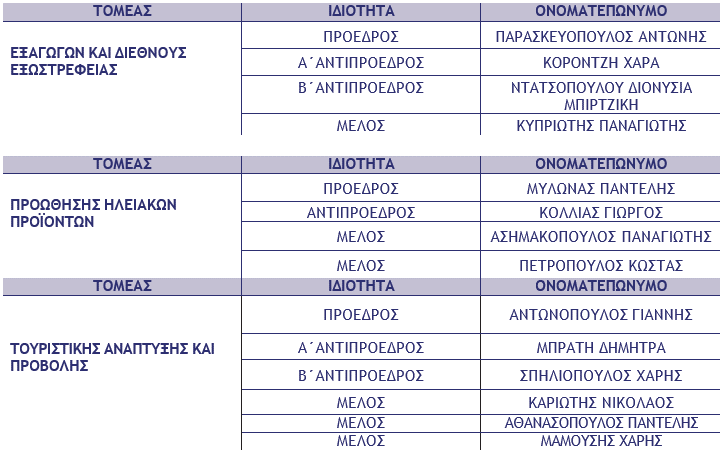 ΤΟΜΕΑΣ ΙΔΙΟΤΗΤΑ ΟΝΟΜΑΤΕΠΩΝΥΜΟ
ΕΞΑΓΩΓΩΝ ΚΑΙ ΔΙΕΘΝΟΥΣ ΕΞΩΣΤΡΕΦΕΙΑΣ
ΠΡΟΕΔΡΟΣ ΠΑΡΑΣΚΕΥΟΠΟΥΛΟΣ ΑΝΤΩΝΗΣ
Α΄ΑΝΤΙΠΡΟΕΔΡΟΣ ΚΟΡΟΝΤΖΗ ΧΑΡΑ
Β΄ΑΝΤΙΠΡΟΕΔΡΟΣ ΝΤΑΤΣΟΠΟΥΛΟΥ ΔΙΟΝΥΣΙΑ
ΜΠΙΡΤΖΙΚΗ
ΜΕΛΟΣ ΚΥΠΡΙΩΤΗΣ ΠΑΝΑΓΙΩΤΗΣ
ΤΟΜΕΑΣ ΙΔΙΟΤΗΤΑ ΟΝΟΜΑΤΕΠΩΝΥΜΟ
ΠΡΟΩΘΗΣΗΣ ΗΛΕΙΑΚΩΝ
ΠΡΟΪΟΝΤΩΝ
ΠΡΟΕΔΡΟΣ ΜΥΛΩΝΑΣ ΠΑΝΤΕΛΗΣ
ΑΝΤΙΠΡΟΕΔΡΟΣ ΚΟΛΛΙΑΣ ΓΙΩΡΓΟΣ
ΜΕΛΟΣ ΑΣΗΜΑΚΟΠΟΥΛΟΣ ΠΑΝΑΓΙΩΤΗΣ
ΜΕΛΟΣ ΠΕΤΡΟΠΟΥΛΟΣ ΚΩΣΤΑΣ
ΤΟΜΕΑΣ ΙΔΙΟΤΗΤΑ ΟΝΟΜΑΤΕΠΩΝΥΜΟ
ΤΟΥΡΙΣΤΙΚΗΣ ΑΝΑΠΤΥΞΗΣ ΚΑΙ
ΠΡΟΒΟΛΗΣ
ΠΡΟΕΔΡΟΣ ΑΝΤΩΝΟΠΟΥΛΟΣ ΓΙΑΝΝΗΣ
Α΄ΑΝΤΙΠΡΟΕΔΡΟΣ ΜΠΡΑΤΗ ΔΗΜΗΤΡΑ
Β΄ΑΝΤΙΠΡΟΕΔΡΟΣ ΣΠΗΛΙΟΠΟΥΛΟΣ ΧΑΡΗΣ
ΜΕΛΟΣ ΚΑΡΙΩΤΗΣ ΝΙΚΟΛΑΟΣ
ΜΕΛΟΣ ΑΘΑΝΑΣΟΠΟΥΛΟΣ ΠΑΝΤΕΛΗΣ
ΜΕΛΟΣ ΜΑΜΟΥΣΗΣ ΧΑΡΗΣ